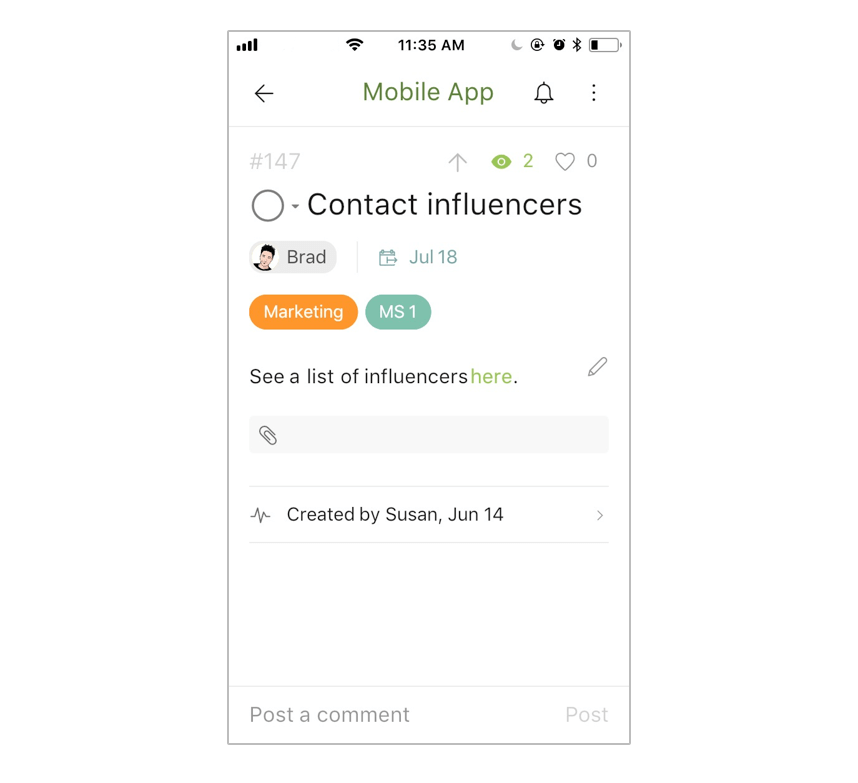 11:35 AM
Mobile App
#147 2 0
Contact influencers
Brad Jul 18
Marketing MS 1
See a list of influencers here.
Created by Susan, Jun 14
Post a comment Post